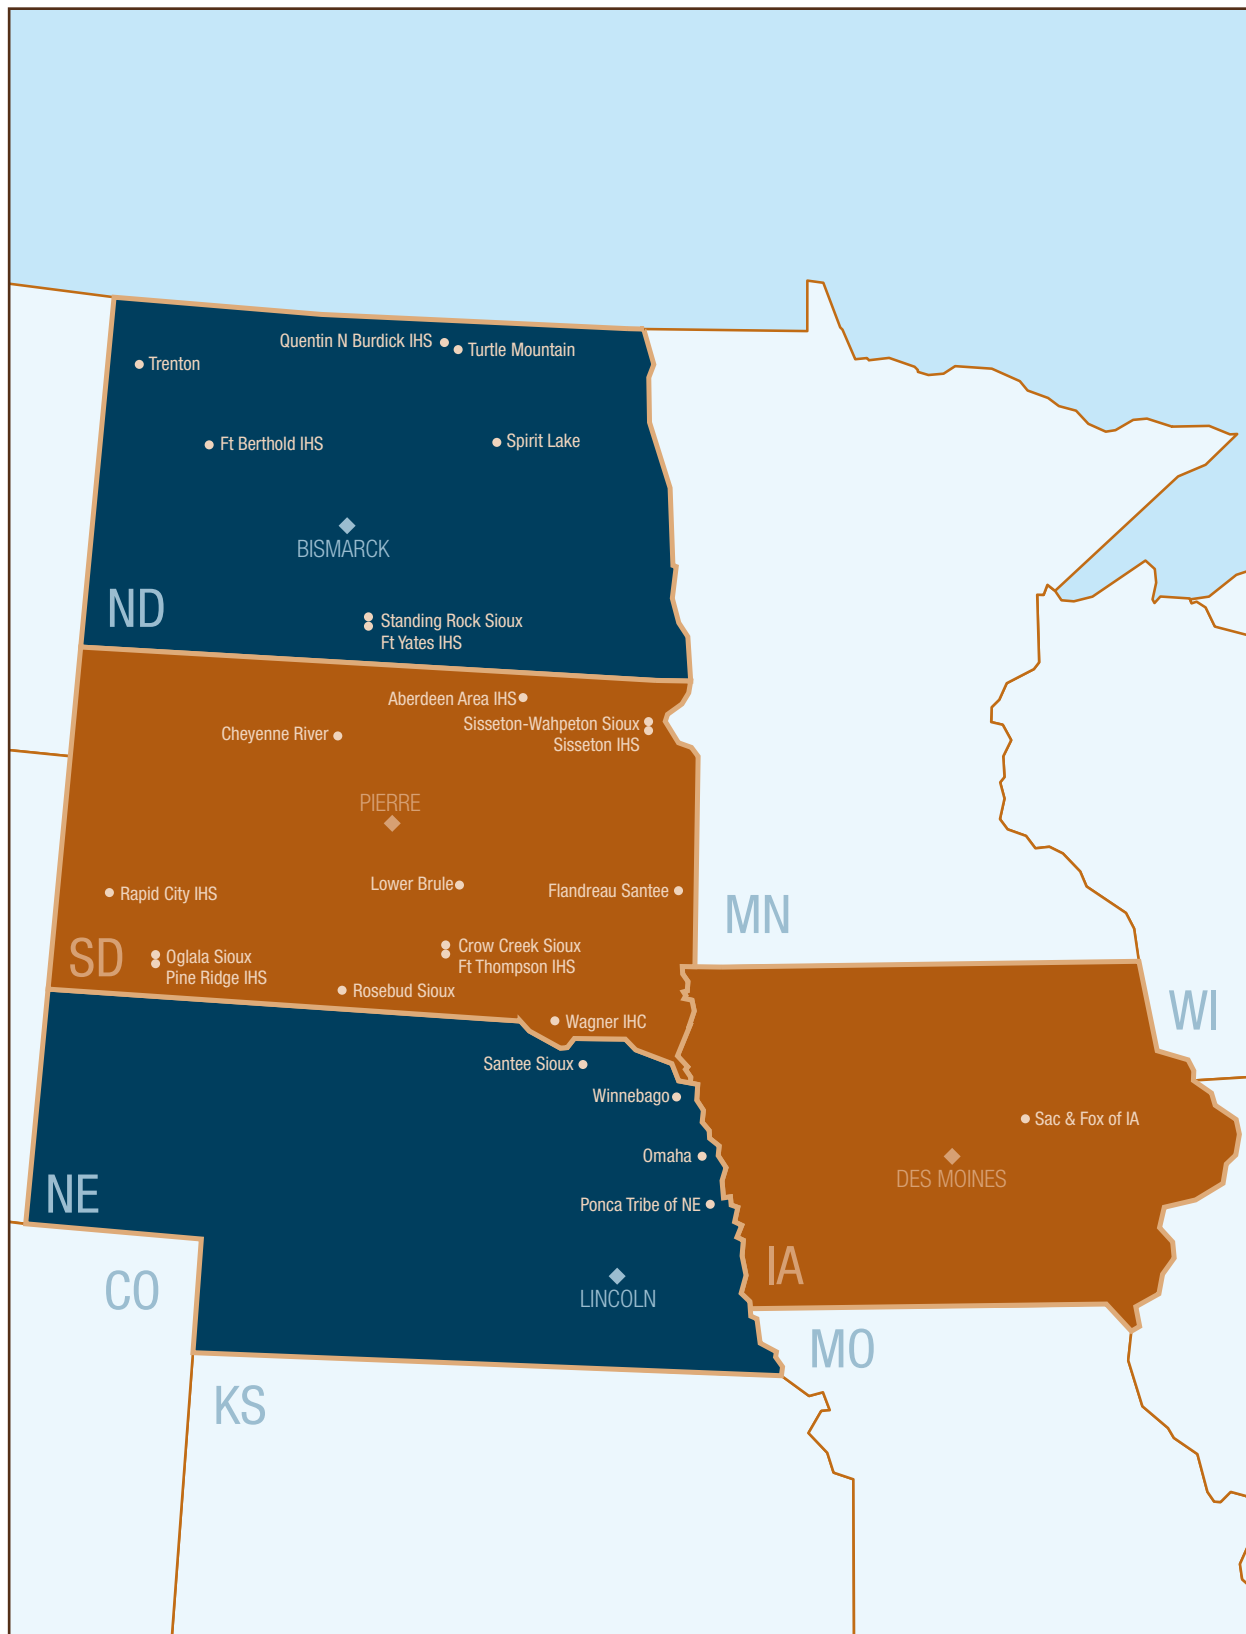 Quentin N Burdick IHS
Turtle Mountain
Trenton
Ft Berthold IHS
Spirit Lake
BISMARCK
ND
Standing Rock Sioux
Ft Yates IHS
Aberdeen Area IHS
Sisseton-Wahpeton Sioux
Sisseton IHS
Cheyenne River
PIERRE
Lower Brule
Flandreau Santee
Rapid City IHS
MN
SD
Oglala Sioux
Pine Ridge IHS
Crow Creek Sioux
Ft Thompson IHS
Rosebud Sioux
WI
Wagner IHC
Santee Sioux
Winnebago
Sac & Fox of IA
Omaha
DES MOINES
NE
Ponca Tribe of NE
IA
CO
LINCOLN
MO
KS